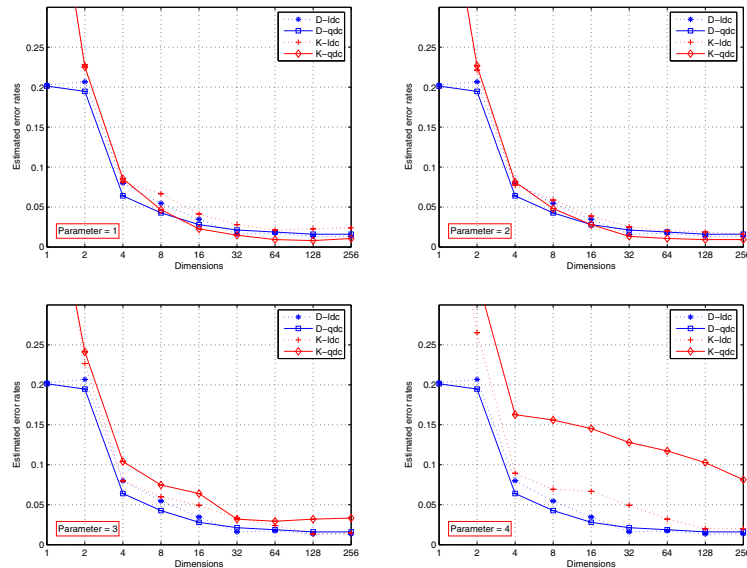 0.25
0.2
0.15
0.1
0.05
0
Estimated error rates
D−ldc
D−qdc
K−ldc
K−qdc
Parameter = 1
1 2 4 8 16 32 64 128 256
Dimensions
0.25
0.2
0.15
0.1
0.05
0
Estimated error rates
D−ldc
D−qdc
K−ldc
K−qdc
Parameter = 2
1 2 4 8 16 32 64 128 256
Dimensions
0.25
0.2
0.15
0.1
0.05
0
Estimated error rates
D−ldc
D−qdc
K−ldc
K−qdc
Parameter = 3
1 2 4 8 16 32 64 128 256
Dimensions
0.25
0.2
0.15
0.1
0.05
0
Estimated error rates
D−ldc
D−qdc
K−ldc
K−qdc
Parameter = 4
1 2 4 8 16 32 64 128 256
Dimensions